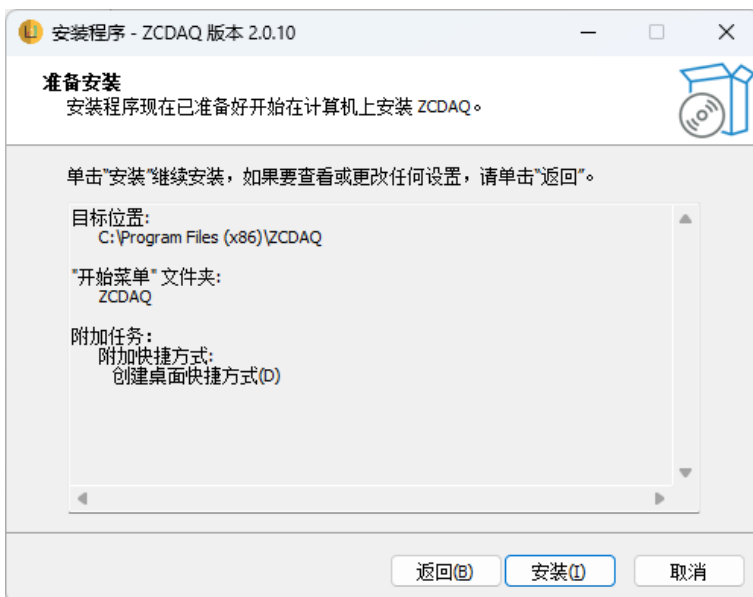 安装程序 - ZCDAQ 版本 2.0.10
准备安装
安装程序现在已准备好开始在计算机上安装 ZCDAQ。
单击"安装"继续安装，如果要查看或更改任何设置，请单击"返回"。
目标位置:
C:\Program Files (x86)\ZCDAQ
"开始菜单" 文件夹:
ZCDAQ
附加任务:
附加快捷方式:
创建桌面快捷方式(D)
返回(B)
安装(I)
取消